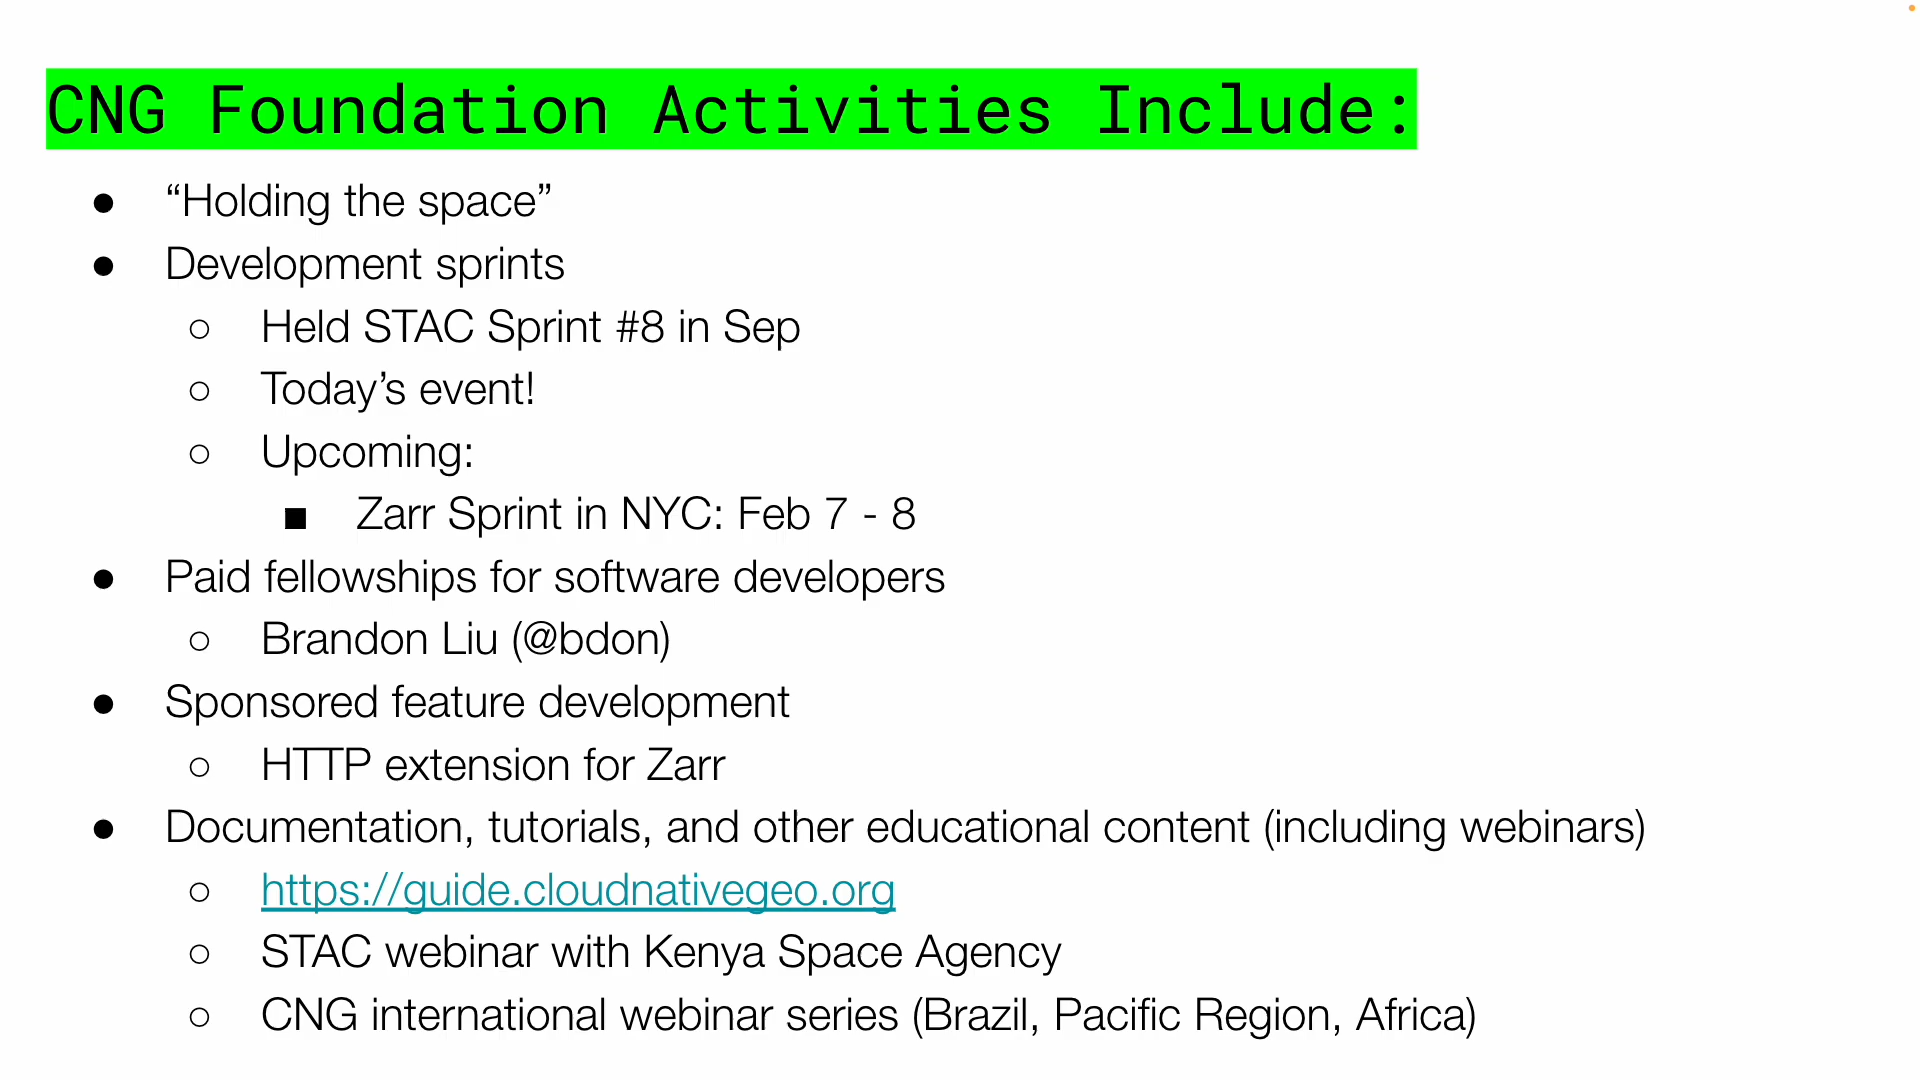 CNG Foundation Activities Include:
● “Holding the space”
● Development sprints
○ Held STAC Sprint #8 in Sep
○ Today’s event!
○ Upcoming:
■ Zarr Sprint in NYC: Feb 7 - 8
● Paid fellowships for software developers
○ Brandon Liu (@bdon)
● Sponsored feature development
○ HTTP extension for Zarr
● Documentation, tutorials, and other educational content (including webinars)
○ https://guide.cloudnativegeo.org
○ STAC webinar with Kenya Space Agency
○ CNG international webinar series (Brazil, Pacific Region, Africa)